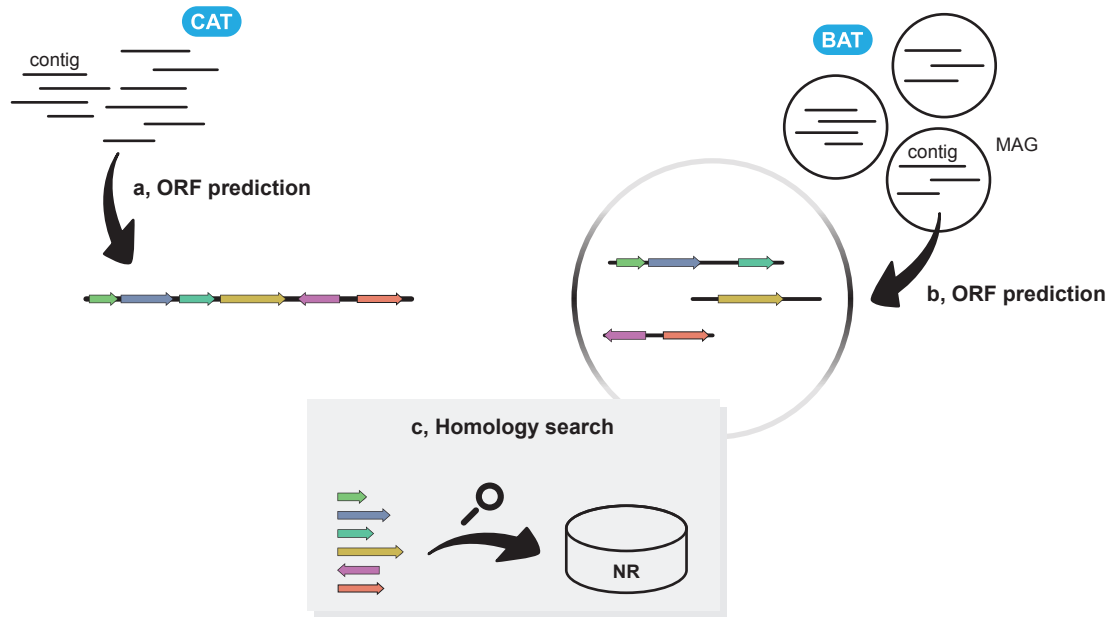 CAT
contig
a, ORF prediction
BAT
contig
MAG
b, ORF prediction
c, Homology search
NR